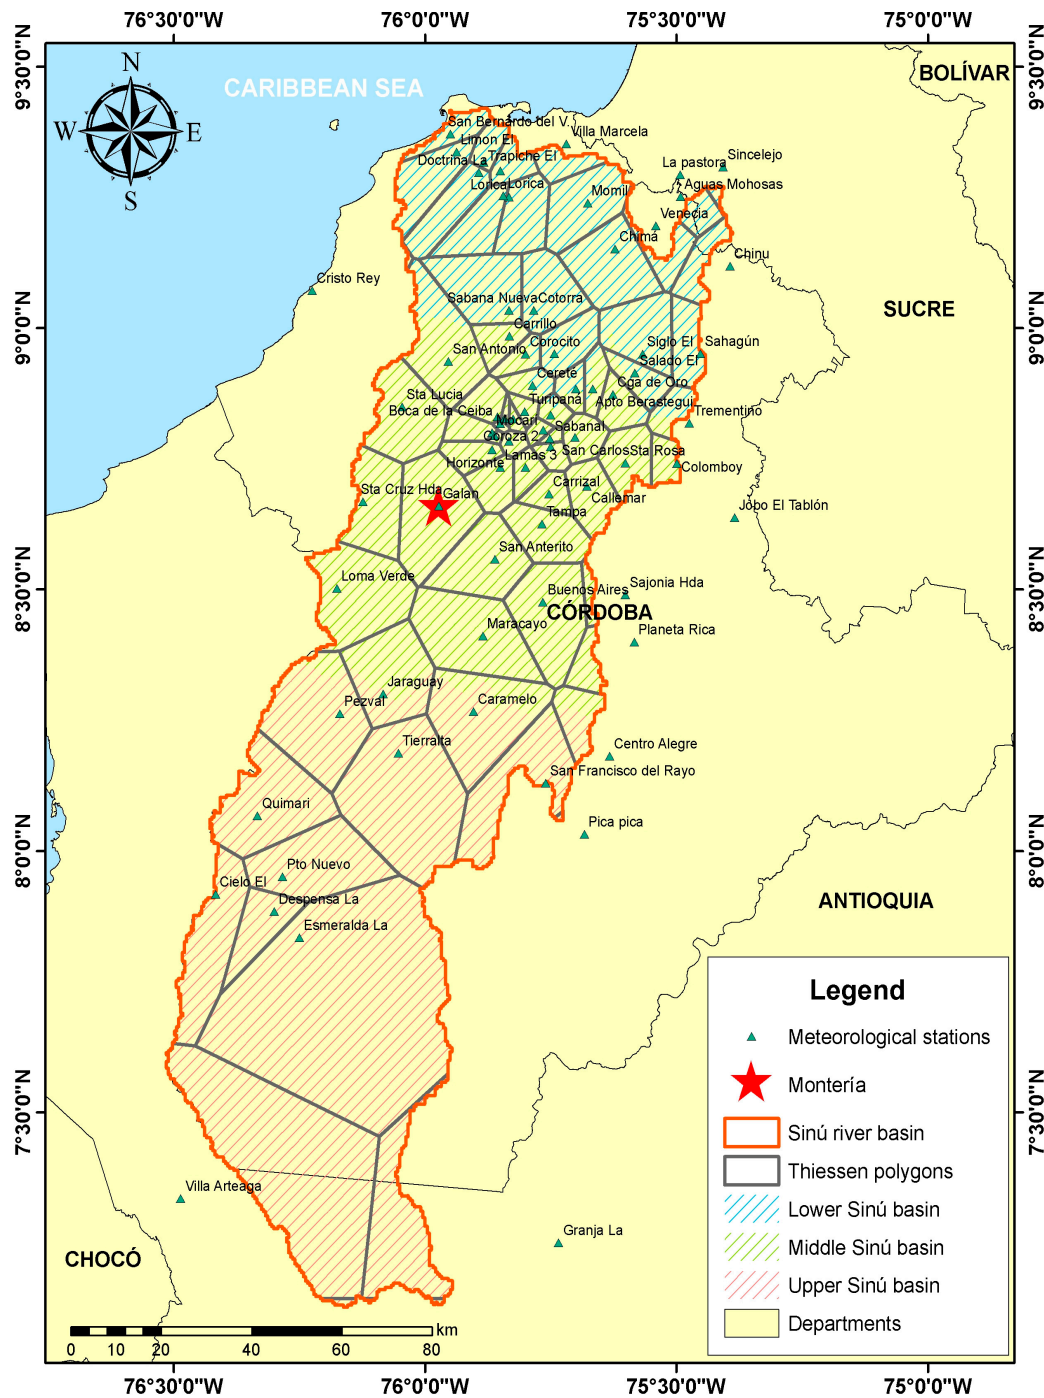 76°30'0"W 76°0'0"W 75°30'0"W 75°0'0"W
9°30'0"N 9°30'0"N
N
W E
S
CARIBBEAN SEA
BOLÍVAR
San Bernardo del V.
Villa Marcela
Limon El
Trapiche El
Doctrina La
Sincelejo
La pastora
Lorica Lorica
Aguas Mohosas
Momil
Venecia
Chimá
Chinu
Cristo Rey
Sabana Nueva Cotorra
SUCRE
9°0'0"N 9°0'0"N
Carrillo
Corocito
Siglo El Sahagún
San Antonio
Salado El
Cereté
Cga de Oro
Sta Lucia
Turipana
Apto Berastegui
Boca de la Ceiba
Mocari
Trementino
Sabanal
Coroza 2
San Carlos Sta Rosa
Lamas 3
Horizonte
Colomboy
Carrizal
Sta Cruz Hda Galan
Callemar
Jobo El Tablón
Tampa
San Anterito
8°30'0"N 8°30'0"N
Loma Verde
Sajonia Hda
Buenos Aires
CÓRDOBA
Maracayo
Planeta Rica
Jaraguay
Pezval
Caramelo
Tierralta
Centro Alegre
San Francisco del Rayo
Quimari
Pica pica
8°0'0"N 8°0'0"N
Pto Nuevo
Cielo El
Despensa La
ANTIOQUIA
Esmeralda La
7°30'0"N 7°30'0"N
Villa Arteaga
Granja La
CHOCÓ
Legend
Meteorological stations
Montería
Sinú river basin
Thiessen polygons
Lower Sinú basin
Middle Sinú basin
Upper Sinú basin
Departments
km
0 10 20 40 60 80
76°30'0"W 76°0'0"W 75°30'0"W 75°0'0"W